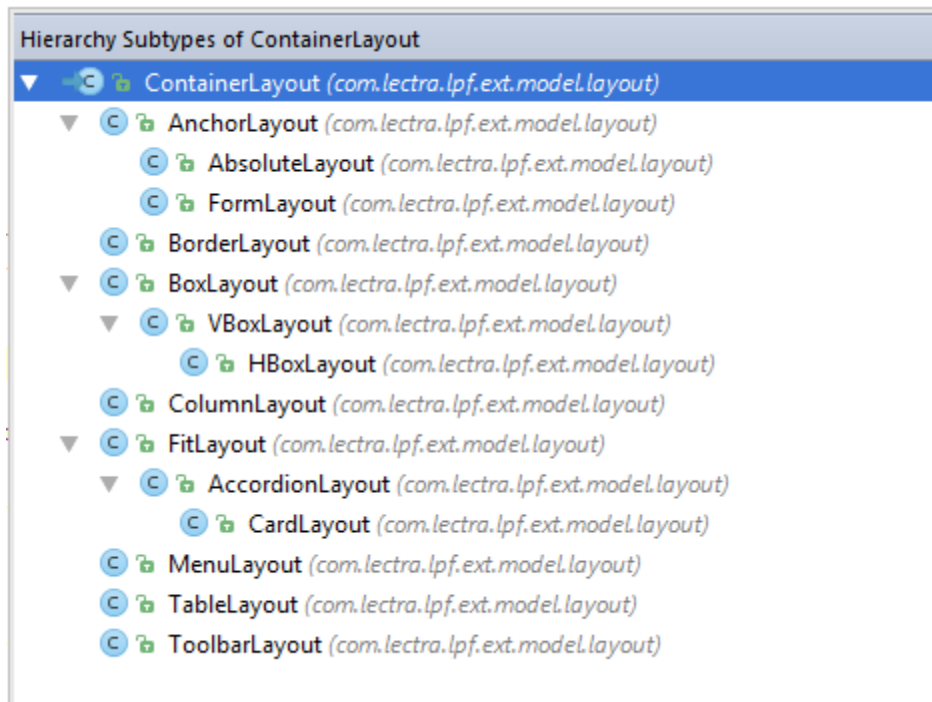 Hierarchy Subtypes of ContainerLayout
ContainerLayout (com.lectra.lpf.ext.model.layout)
AnchorLayout (com.lectra.lpf.ext.model.layout)
AbsoluteLayout (com.lectra.lpf.ext.model.layout)
FormLayout (com.lectra.lpf.ext.model.layout)
BorderLayout (com.lectra.lpf.ext.model.layout)
BoxLayout (com.lectra.lpf.ext.model.layout)
VBoxLayout (com.lectra.lpf.ext.model.layout)
HBoxLayout (com.lectra.lpf.ext.model.layout)
ColumnLayout (com.lectra.lpf.ext.model.layout)
FitLayout (com.lectra.lpf.ext.model.layout)
AccordionLayout (com.lectra.lpf.ext.model.layout)
CardLayout (com.lectra.lpf.ext.model.layout)
MenuLayout (com.lectra.lpf.ext.model.layout)
TableLayout (com.lectra.lpf.ext.model.layout)
ToolbarLayout (com.lectra.lpf.ext.model.layout)